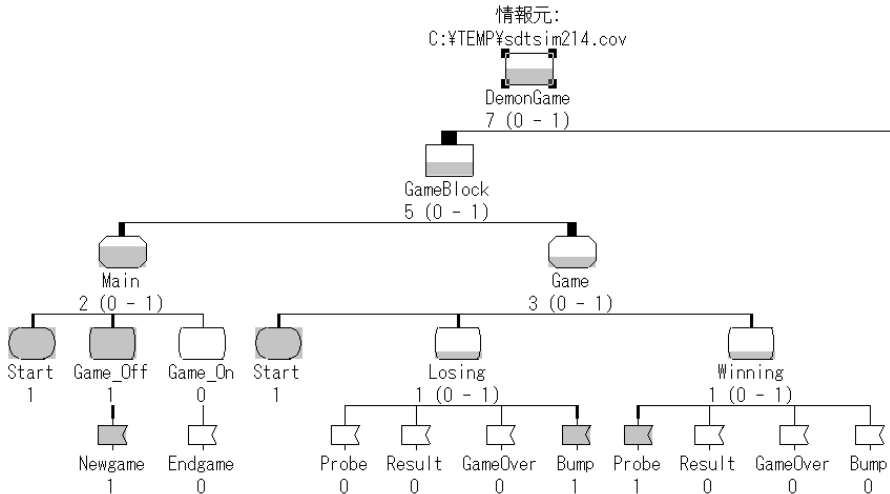 情報元:
C:¥TEMP¥sdtsim214.cov
DemonGame
7 (0 - 1)
GameBlock
5 (0 - 1)
Main
2 (0 - 1)
Game
3 (0 - 1)
Start
1
Game_Off
1
Game_On
0
Start
1
Losing
1 (0 - 1)
Winning
1 (0 - 1)
Newgame
1
Endgame
0
Probe
0
Result
0
GameOver
0
Bump
1
Probe
1
Result
0
GameOver
0
Bump
0